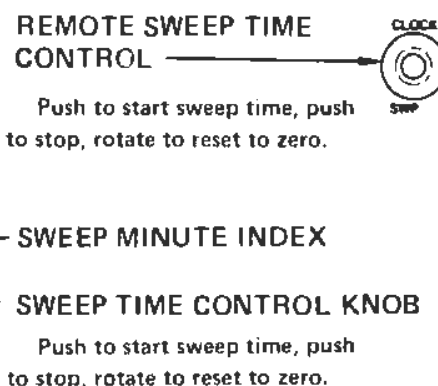 REMOTE SWEEP TIME
CONTROL
CLOCK
SWP
Push to start sweep time, push
to stop, rotate to reset to zero.
SWEEP MINUTE INDEX
SWEEP TIME CONTROL KNOB
Push to start sweep time, push
to stop, rotate to reset to zero.